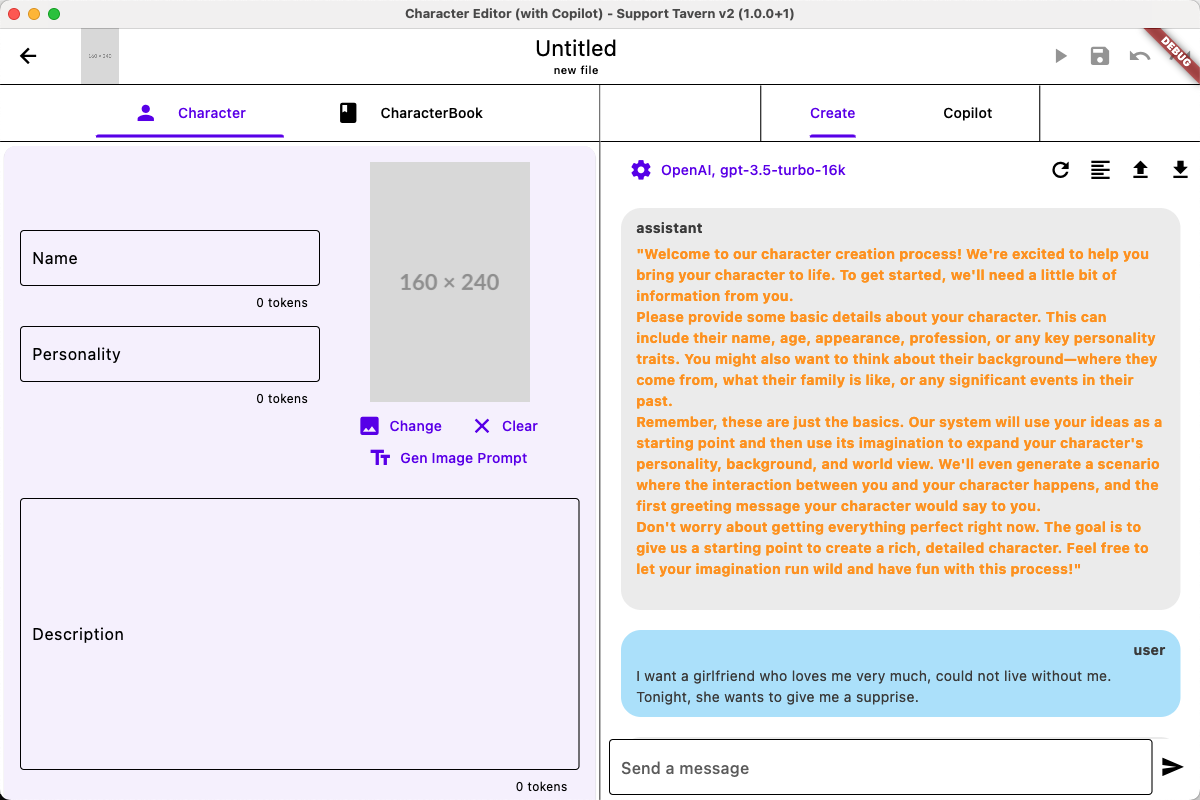 Character Editor (with Copilot) - Support Tavern v2 (1.0.0+1)
160 × 240
Untitled
new file
DEBUG
Character
CharacterBook
Create
Copilot
Name
0 tokens
Personality
0 tokens
160 × 240
Change
Clear
Gen Image Prompt
Description
0 tokens
OpenAI, gpt-3.5-turbo-16k
assistant
"Welcome to our character creation process! We're excited to help you
bring your character to life. To get started, we'll need a little bit of
information from you.
Please provide some basic details about your character. This can
include their name, age, appearance, profession, or any key personality
traits. You might also want to think about their background—where they
come from, what their family is like, or any significant events in their
past.
Remember, these are just the basics. Our system will use your ideas as a
starting point and then use its imagination to expand your character's
personality, background, and world view. We'll even generate a scenario
where the interaction between you and your character happens, and the
first greeting message your character would say to you.
Don't worry about getting everything perfect right now. The goal is to
give us a starting point to create a rich, detailed character. Feel free to
let your imagination run wild and have fun with this process!"
user
I want a girlfriend who loves me very much, could not live without me.
Tonight, she wants to give me a supprise.
Send a message